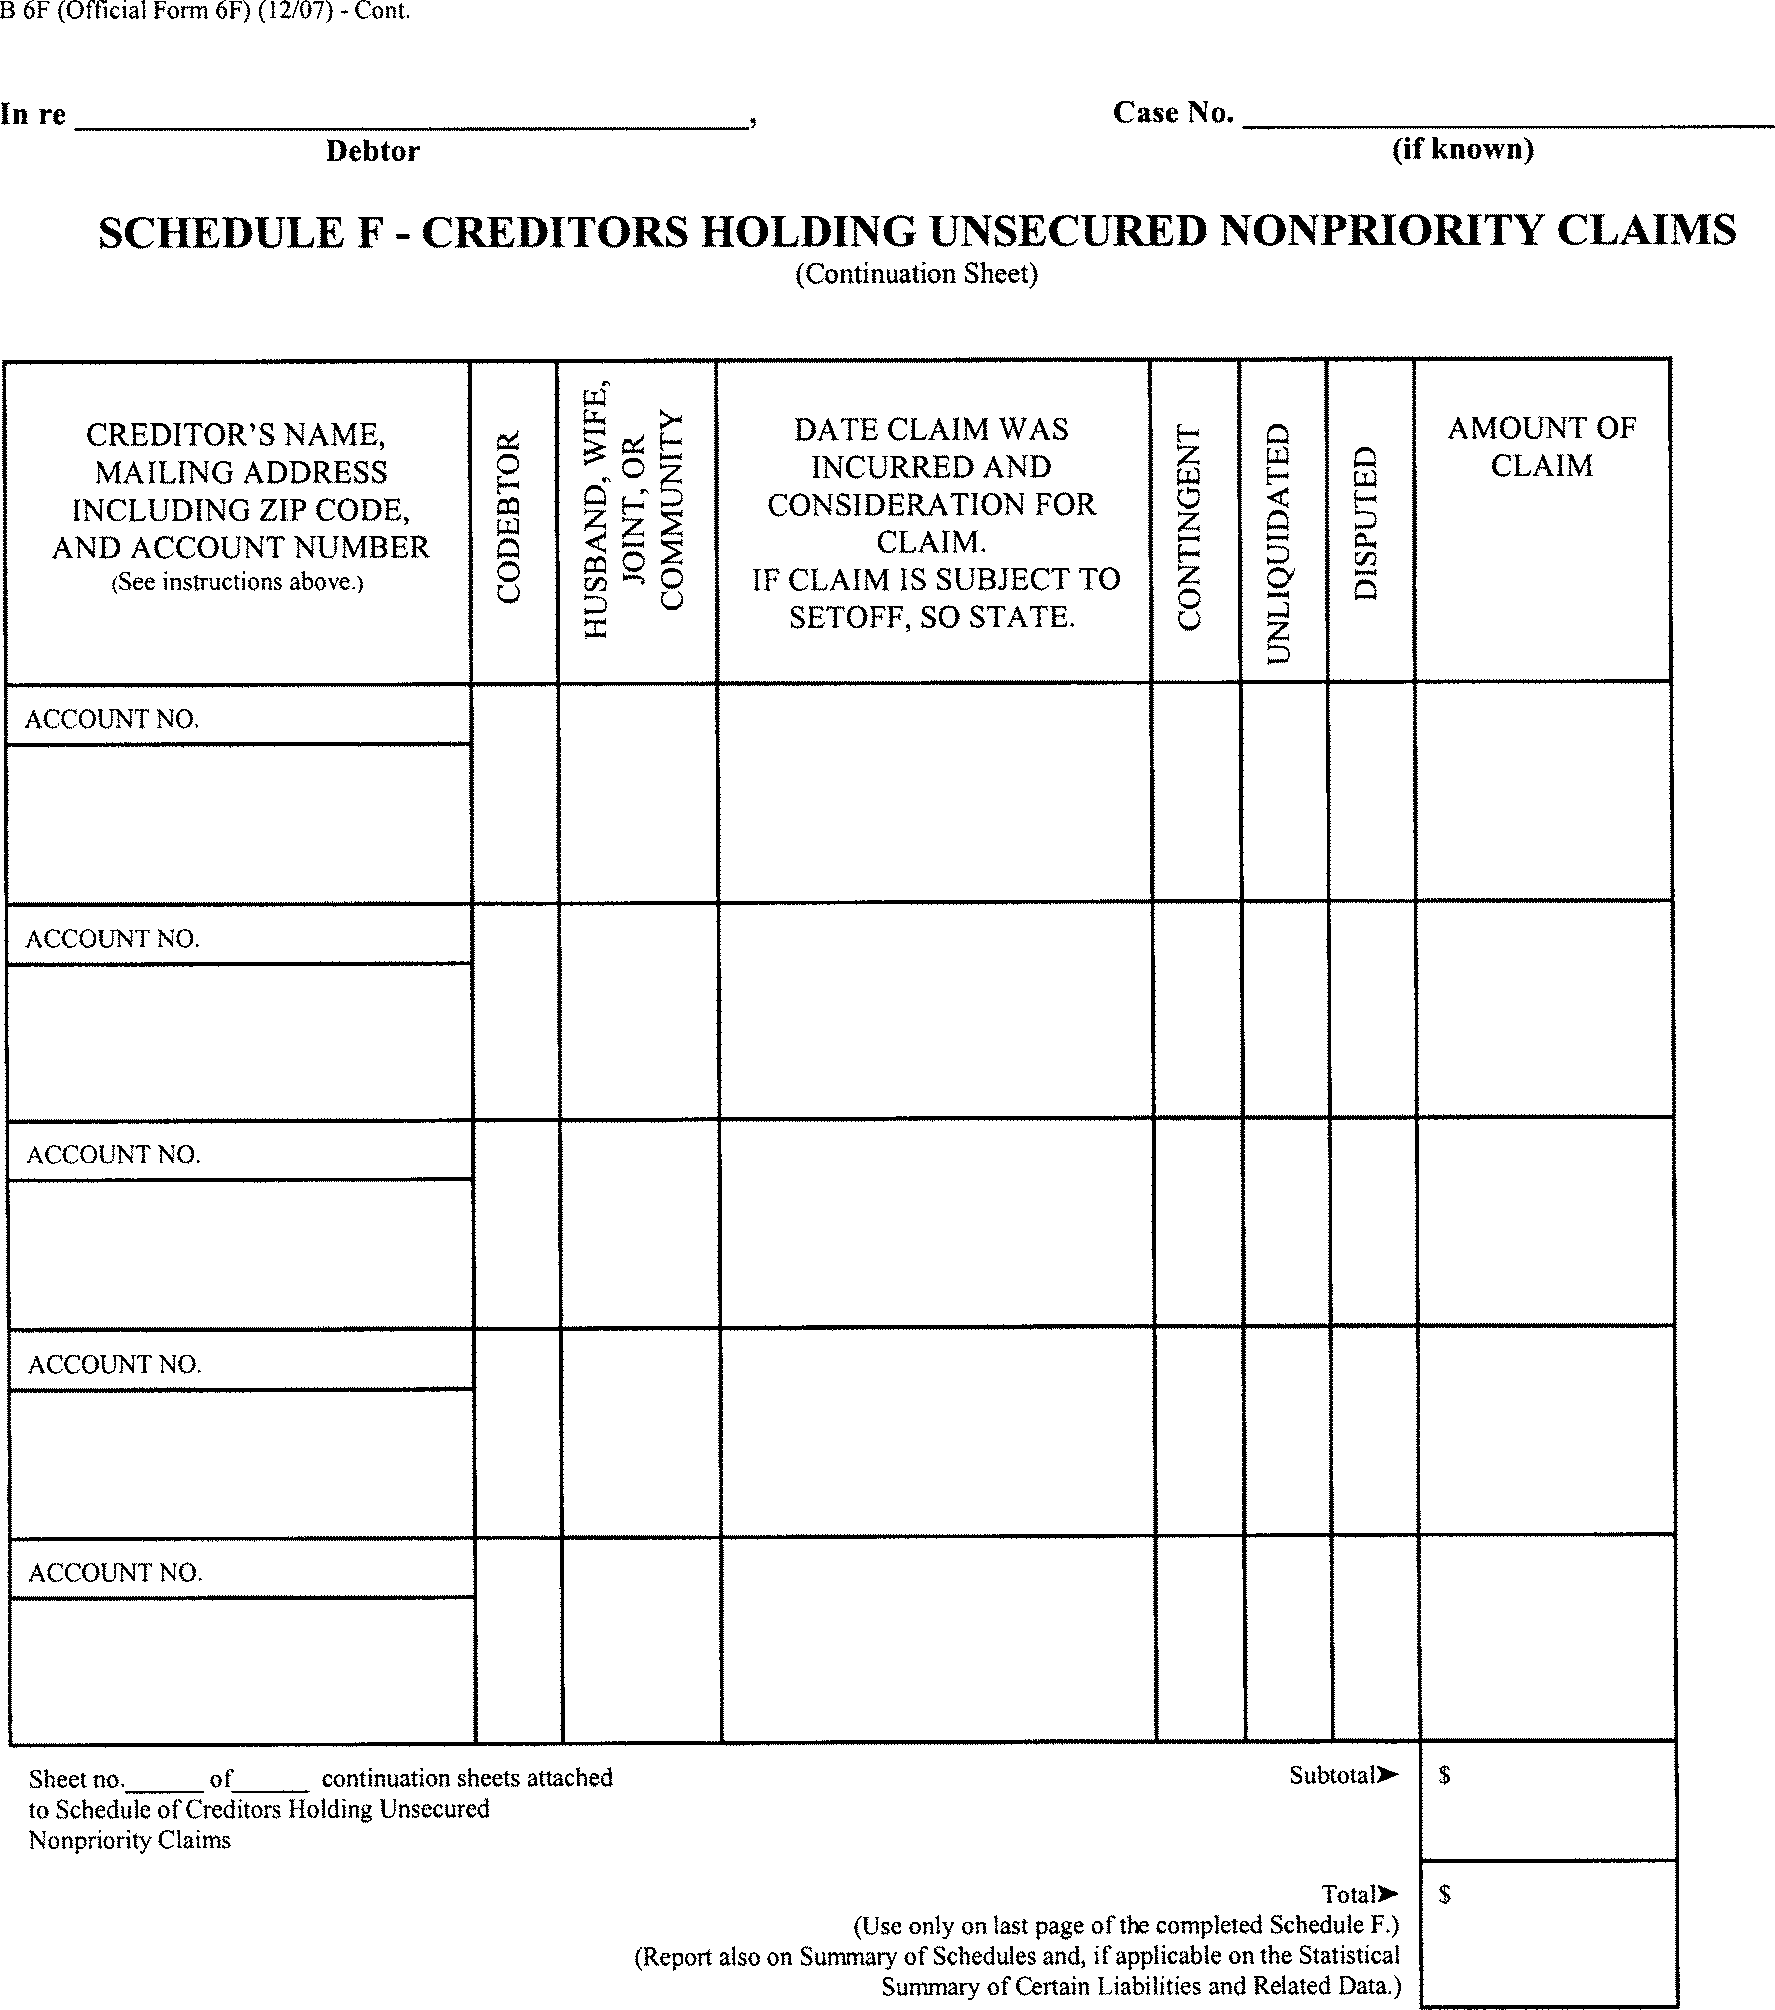 B 6F (Official Form 6F) (12/07) - Cont.
In re ____________________, Case No. ____________________
Debtor (if known)
SCHEDULE F - CREDITORS HOLDING UNSECURED NONPRIORITY CLAIMS
(Continuation Sheet)
CREDITOR'S NAME,
MAILING ADDRESS
INCLUDING ZIP CODE,
AND ACCOUNT NUMBER
(See instructions above.)
CODEBTOR
HUSBAND, WIFE,
JOINT, OR
COMMUNITY
DATE CLAIM WAS
INCURRED AND
CONSIDERATION FOR
CLAIM.
IF CLAIM IS SUBJECT TO
SETOFF, SO STATE.
CONTINGENT
UNLIQUIDATED
DISPUTED
AMOUNT OF
CLAIM
ACCOUNT NO.
ACCOUNT NO.
ACCOUNT NO.
ACCOUNT NO.
ACCOUNT NO.
Sheet no.______ of______ continuation sheets attached
to Schedule of Creditors Holding Unsecured
Nonpriority Claims
Subtotal➤ $
Total➤ $
(Use only on last page of the completed Schedule F.)
(Report also on Summary of Schedules and, if applicable on the Statistical
Summary of Certain Liabilities and Related Data.)